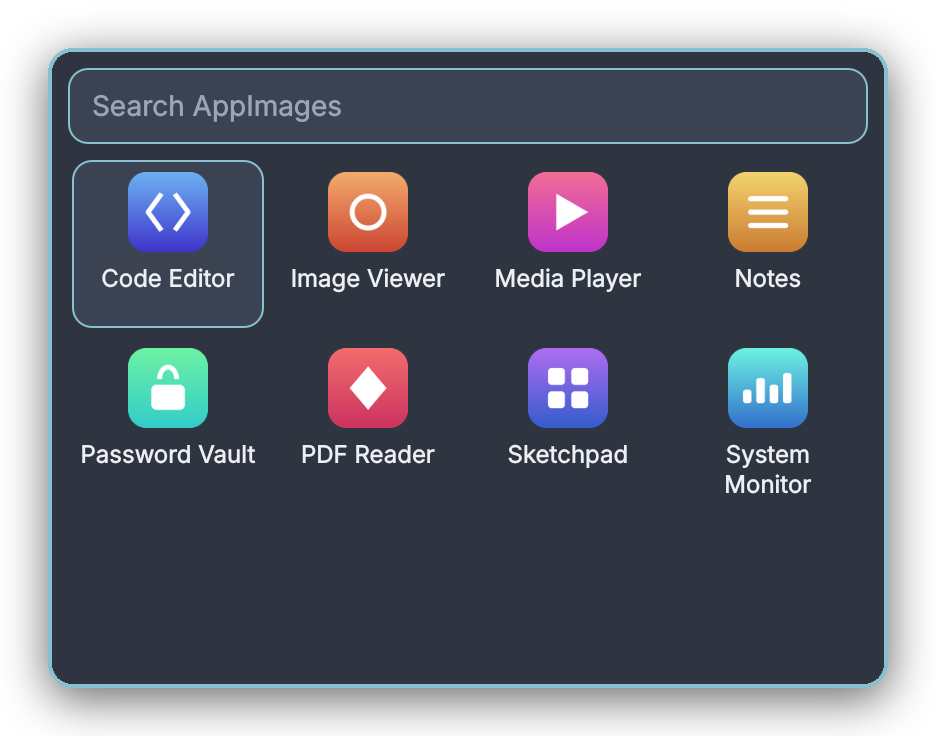 Search AppImages
Code Editor
Image Viewer
Media Player
Notes
Password Vault
PDF Reader
Sketchpad
System
Monitor